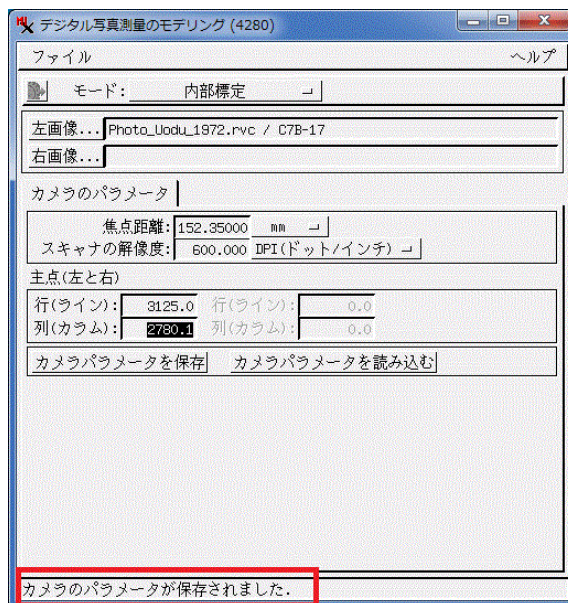 デジタル写真測量のモデリング (4280)
ファイル ヘルプ
モード: 内部標定
左画像... Photo_Uodu_1972.rvc / C7B-17
右画像...
カメラのパラメータ
焦点距離: 152.35000 mm
スキャナの解像度: 600.000 DPI(ドット/インチ)
主点(左と右)
行(ライン): 3125.0 行(ライン): 0.0
列(カラム): 2780.1 列(カラム): 0.0
カメラパラメータを保存 カメラパラメータを読み込む
カメラのパラメータが保存されました.